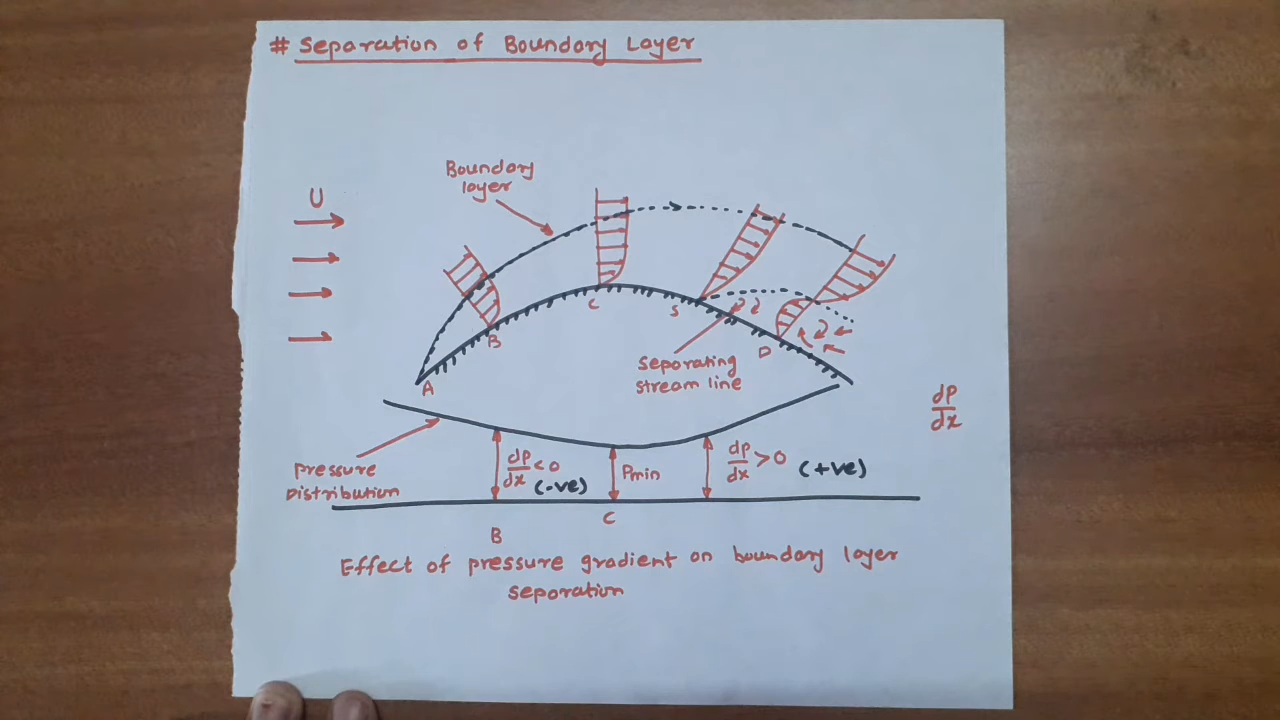 # Separation of Boundary Layer
Boundary
layer
U
A
B
C
S
D
Separating
stream line
dP
dx
Pressure
Distribution
dp/dx < 0
(-ve)
Pmin
dp/dx > 0 (+ve)
B
C
Effect of pressure gradient on boundary layer
separation